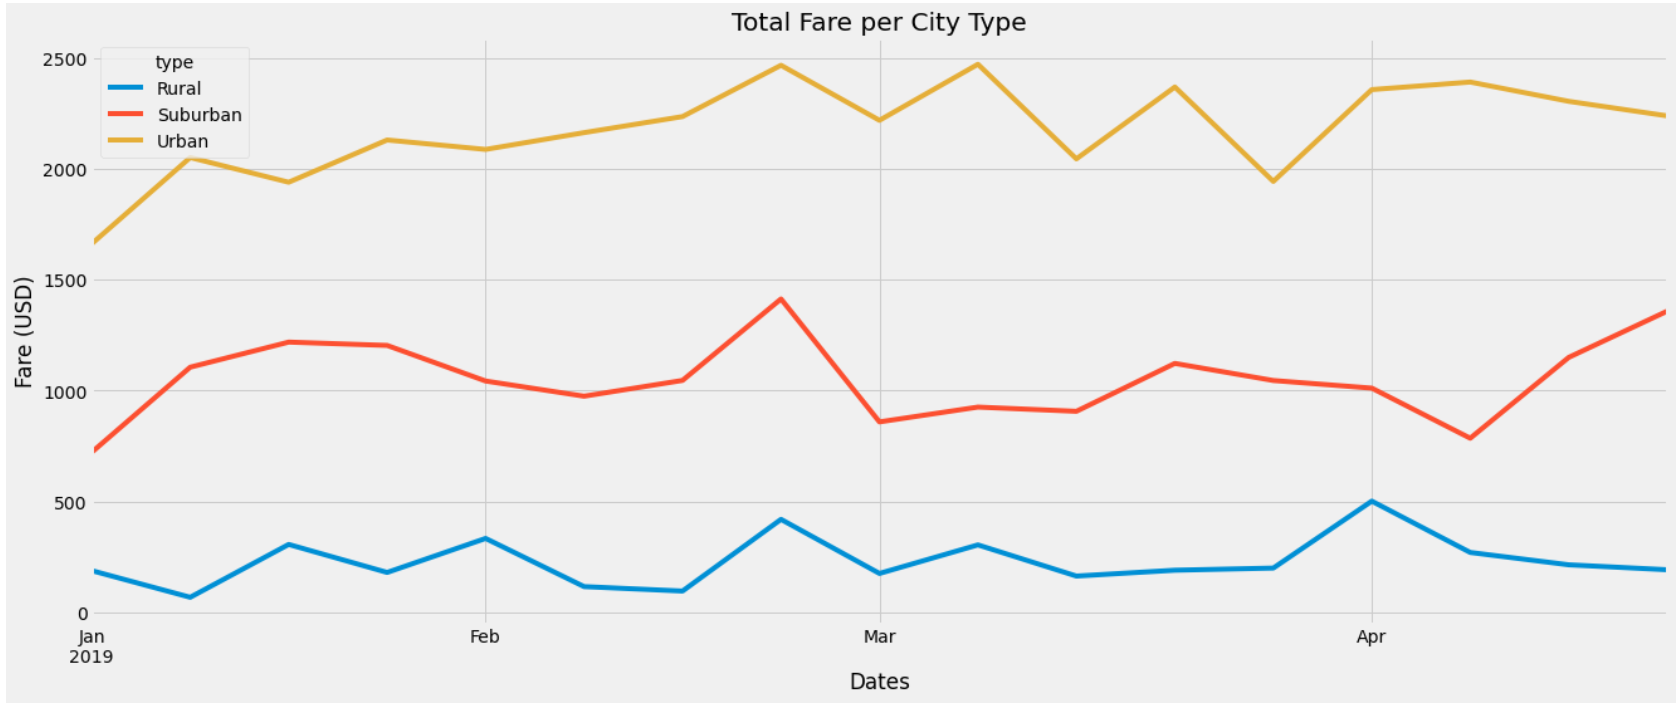 Total Fare per City Type
type
Rural
Suburban
Urban
2500
2000
1500
1000
500
0
Fare (USD)
Jan Feb Mar Apr
2019
Dates